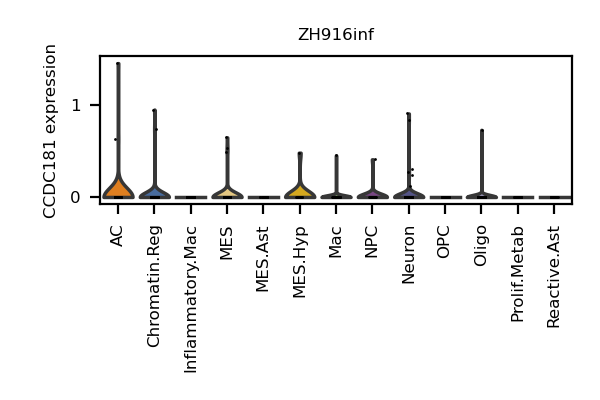 ZH916inf
CCDC181 expression
1
0
AC
Chromatin.Reg
Inflammatory.Mac
MES
MES.Ast
MES.Hyp
Mac
NPC
Neuron
OPC
Oligo
Prolif.Metab
Reactive.Ast